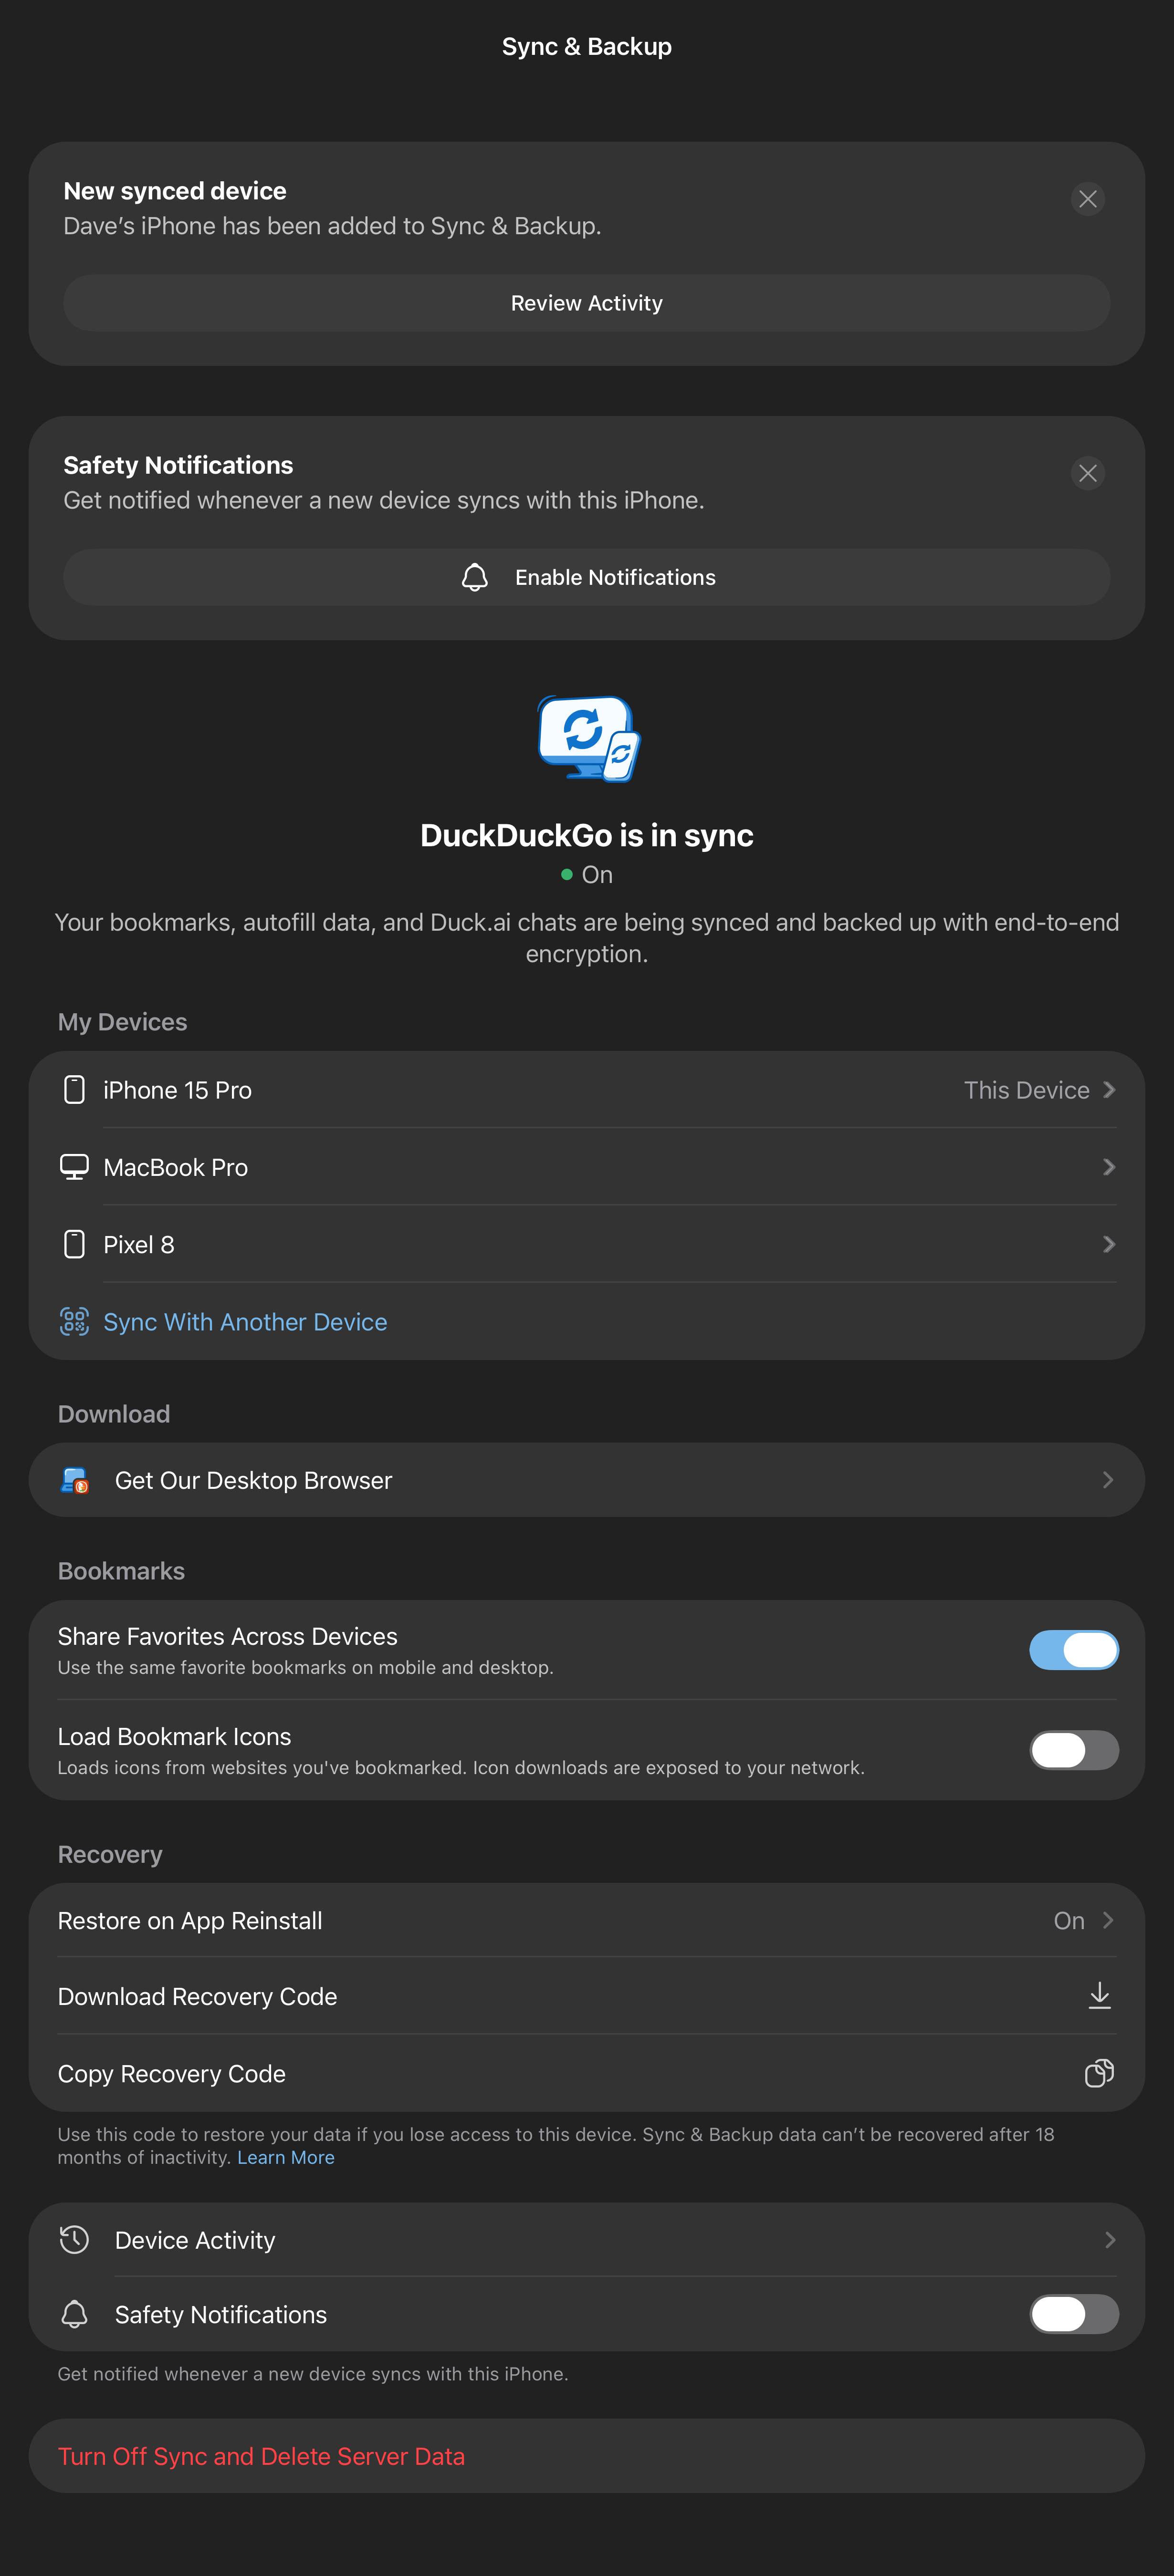 Sync & Backup
New synced device
Dave’s iPhone has been added to Sync & Backup.
Review Activity
Safety Notifications
Get notified whenever a new device syncs with this iPhone.
Enable Notifications
DuckDuckGo is in sync
On
Your bookmarks, autofill data, and Duck.ai chats are being synced and backed up with end-to-end
encryption.
My Devices
iPhone 15 Pro This Device
MacBook Pro
Pixel 8
Sync With Another Device
Download
Get Our Desktop Browser
Bookmarks
Share Favorites Across Devices
Use the same favorite bookmarks on mobile and desktop.
Load Bookmark Icons
Loads icons from websites you've bookmarked. Icon downloads are exposed to your network.
Recovery
Restore on App Reinstall On
Download Recovery Code
Copy Recovery Code
Use this code to restore your data if you lose access to this device. Sync & Backup data can’t be recovered after 18
months of inactivity. Learn More
Device Activity
Safety Notifications
Get notified whenever a new device syncs with this iPhone.
Turn Off Sync and Delete Server Data